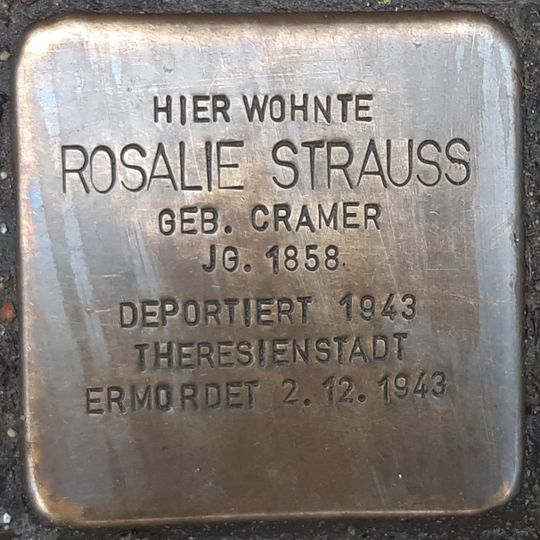 HIER WOHNTE
ROSALIE STRAUSS
GEB. CRAMER
JG. 1858
DEPORTIERT 1943
THERESIENSTADT
ERMORDET 2.12.1943